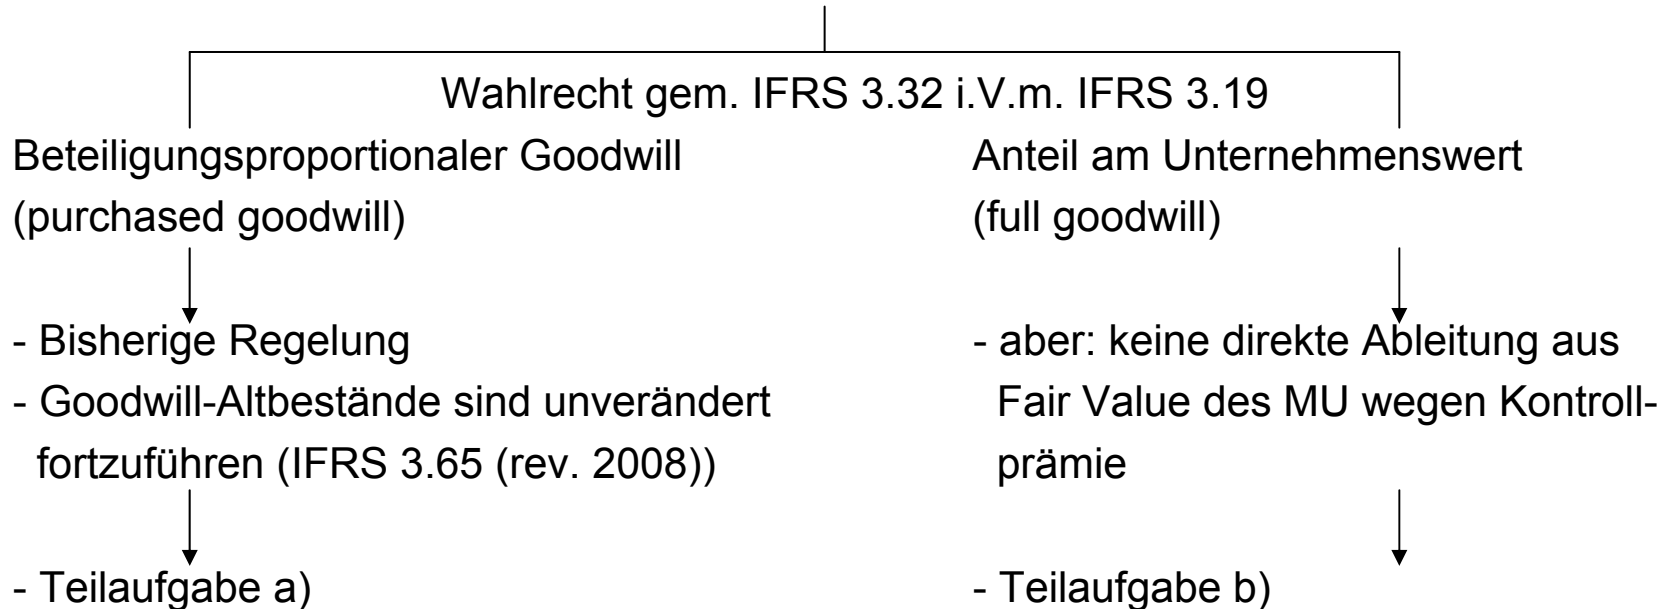 Wahlrecht gem. IFRS 3.32 i.V.m. IFRS 3.19
Beteiligungsproportionaler Goodwill
(purchased goodwill)
- Bisherige Regelung
- Goodwill-Altbestände sind unverändert
fortzuführen (IFRS 3.65 (rev. 2008))
- Teilaufgabe a)
Anteil am Unternehmenswert
(full goodwill)
- aber: keine direkte Ableitung aus
Fair Value des MU wegen Kontroll-
prämie
- Teilaufgabe b)